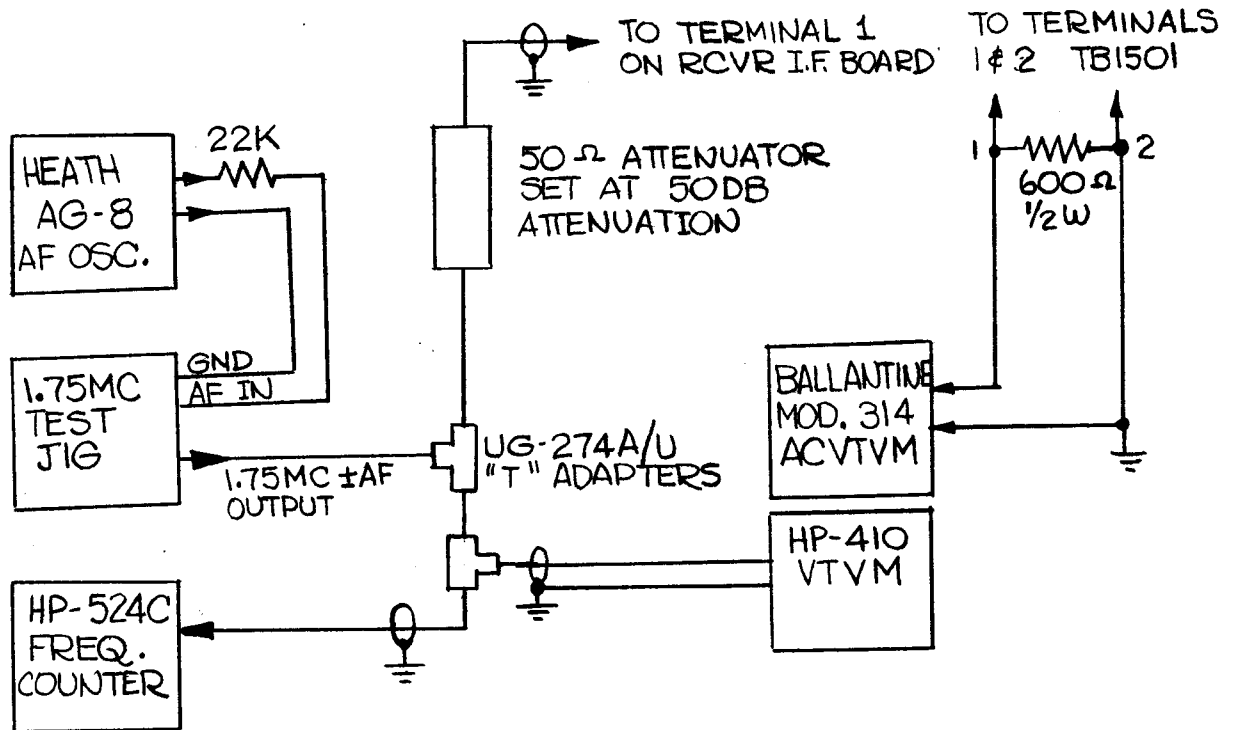 TO TERMINAL 1
ON RCVR I.F. BOARD
TO TERMINALS
1 & 2 TB1501
HEATH
AG-8
AF OSC.
22K
50 Ω ATTENUATOR
SET AT 50DB
ATTENUATION
1
2
600Ω
1/2 W
1.75MC
TEST
JIG
GND
AF IN
1.75MC ±AF
OUTPUT
UG-274A/U
"T" ADAPTERS
BALLANTINE
MOD. 314
ACVTVM
HP-410
VTVM
HP-524C
FREQ.
COUNTER